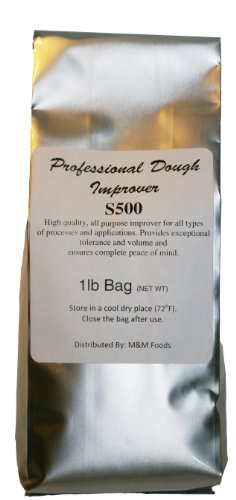 Professional Dough
Improver
S500
High quality, all purpose improver for all types
of processes and applications. Provides exceptional
tolerance and volume and
ensures complete peace of mind.
1lb Bag (NET WT)
Store in a cool dry place (72°F).
Close the bag after use.
Distributed By: M&M Foods